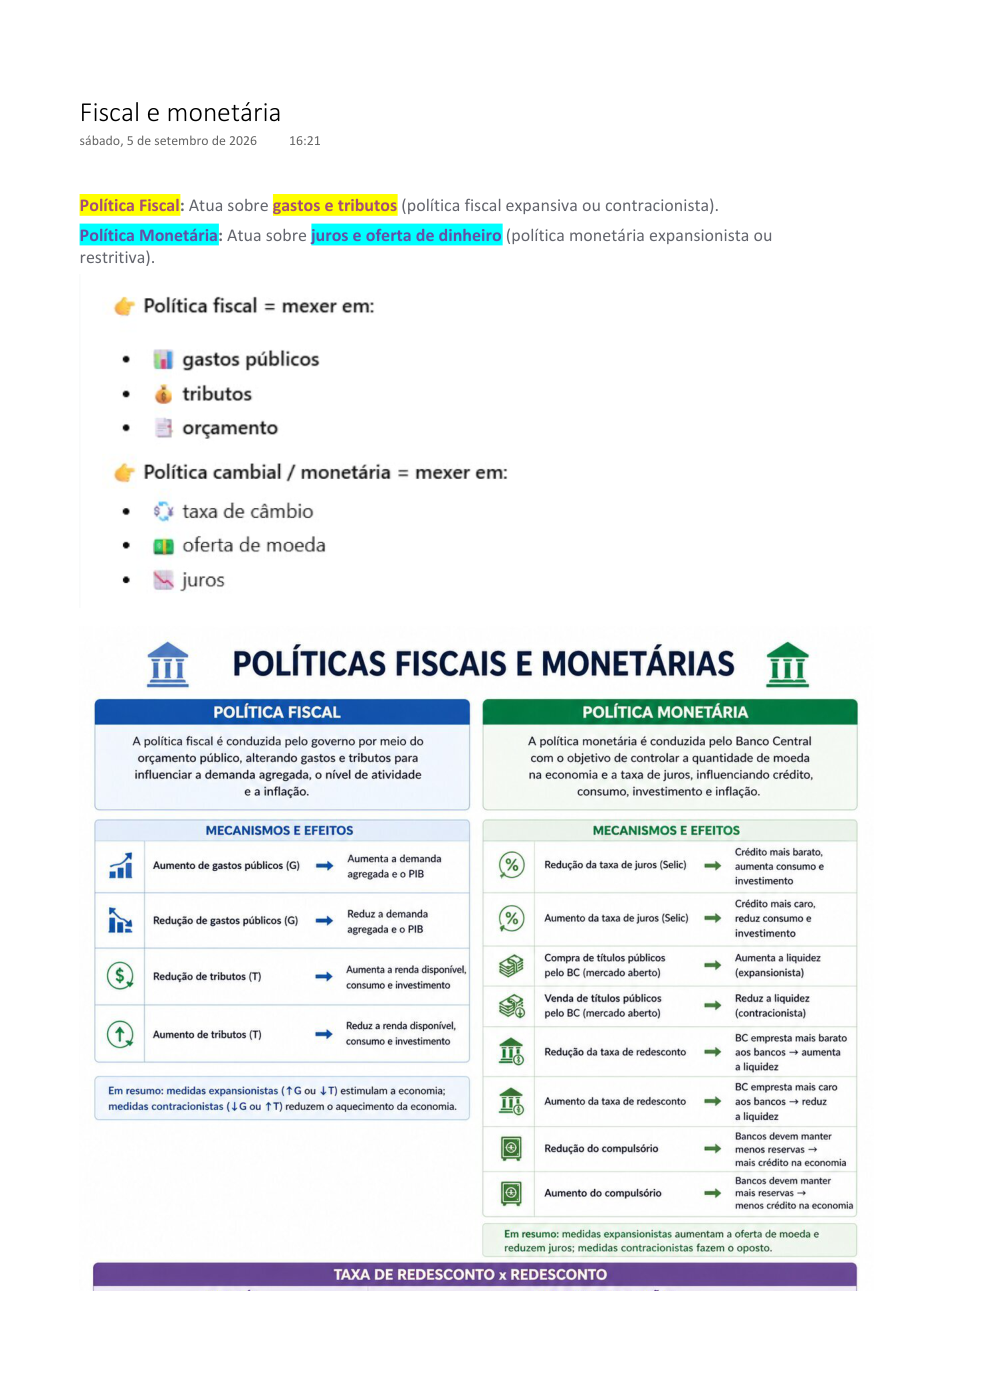 Fiscal e monetária
sábado, 5 de setembro de 2026 16:21
Política Fiscal: Atua sobre gastos e tributos (política fiscal expansiva ou contracionista).
Política Monetária: Atua sobre juros e oferta de dinheiro (política monetária expansionista ou
restritiva).
👉 Política fiscal = mexer em:
• 📊 gastos públicos
• 💰 tributos
• 📑 orçamento
👉 Política cambial / monetária = mexer em:
• 💱 taxa de câmbio
• 💵 oferta de moeda
• 📉 juros
POLÍTICAS FISCAIS E MONETÁRIAS
POLÍTICA FISCAL
A política fiscal é conduzida pelo governo por meio do
orçamento público, alterando gastos e tributos para
influenciar a demanda agregada, o nível de atividade
e a inflação.
MECANISMOS E EFEITOS
Aumento de gastos públicos (G) → Aumenta a demanda
agregada e o PIB
Redução de gastos públicos (G) → Reduz a demanda
agregada e o PIB
Redução de tributos (T) → Aumenta a renda disponível,
consumo e investimento
Aumento de tributos (T) → Reduz a renda disponível,
consumo e investimento
Em resumo: medidas expansionistas (↑G ou ↓T) estimulam a economia;
medidas contracionistas (↓G ou ↑T) reduzem o aquecimento da economia.
POLÍTICA MONETÁRIA
A política monetária é conduzida pelo Banco Central
com o objetivo de controlar a quantidade de moeda
na economia e a taxa de juros, influenciando crédito,
consumo, investimento e inflação.
MECANISMOS E EFEITOS
Redução da taxa de juros (Selic) → Crédito mais barato,
aumenta consumo e
investimento
Aumento da taxa de juros (Selic) → Crédito mais caro,
reduz consumo e
investimento
Compra de títulos públicos
pelo BC (mercado aberto) → Aumenta a liquidez
(expansionista)
Venda de títulos públicos
pelo BC (mercado aberto) → Reduz a liquidez
(contracionista)
Redução da taxa de redesconto → BC empresta mais barato
aos bancos → aumenta
a liquidez
Aumento da taxa de redesconto → BC empresta mais caro
aos bancos → reduz
a liquidez
Redução do compulsório → Bancos devem manter
menos reservas →
mais crédito na economia
Aumento do compulsório → Bancos devem manter
mais reservas →
menos crédito na economia
Em resumo: medidas expansionistas aumentam a oferta de moeda e
reduzem juros; medidas contracionistas fazem o oposto.
TAXA DE REDESCONTO x REDESCONTO